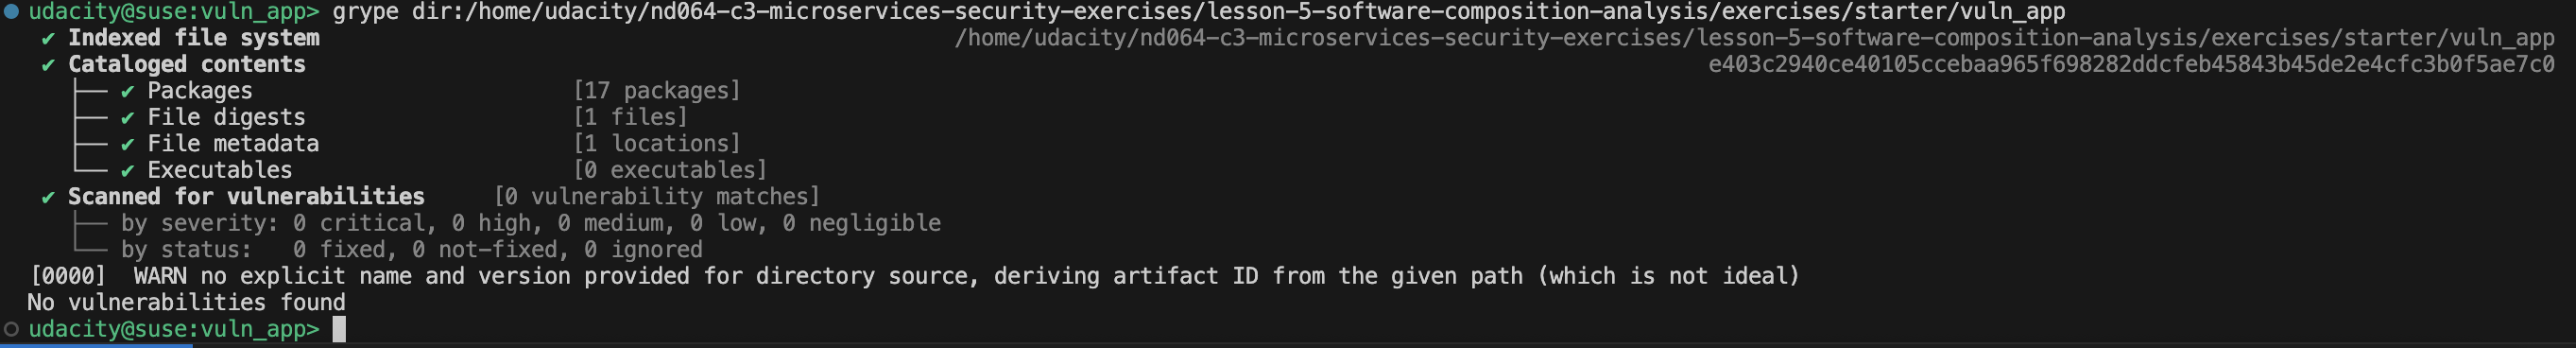 udacity@suse:vuln_app> grype dir:/home/udacity/nd064-c3-microservices-security-exercises/lesson-5-software-composition-analysis/exercises/starter/vuln_app
✔ Indexed file system /home/udacity/nd064-c3-microservices-security-exercises/lesson-5-software-composition-analysis/exercises/starter/vuln_app
✔ Cataloged contents e403c2940ce40105ccebaa965f698282ddcfeb45843b45de2e4cfc3b0f5ae7c0
├── ✔ Packages [17 packages]
├── ✔ File digests [1 files]
├── ✔ File metadata [1 locations]
└── ✔ Executables [0 executables]
✔ Scanned for vulnerabilities [0 vulnerability matches]
├── by severity: 0 critical, 0 high, 0 medium, 0 low, 0 negligible
└── by status: 0 fixed, 0 not-fixed, 0 ignored
[0000] WARN no explicit name and version provided for directory source, deriving artifact ID from the given path (which is not ideal)
No vulnerabilities found
udacity@suse:vuln_app>